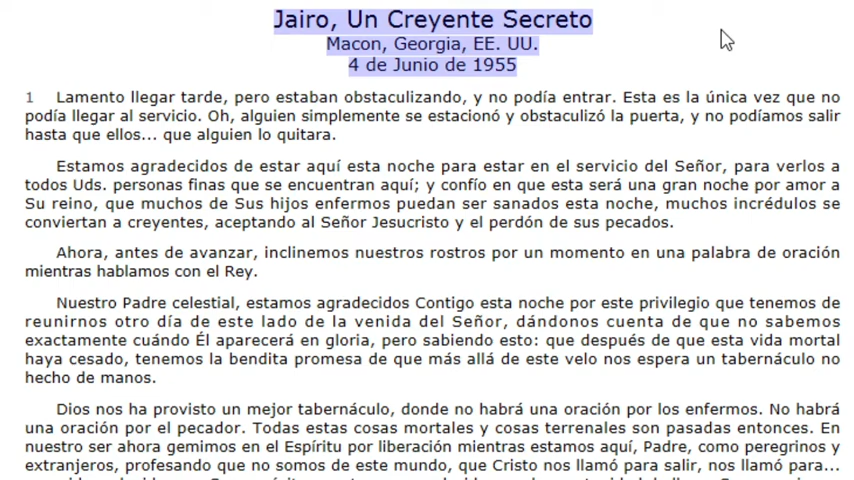 Jairo, Un Creyente Secreto
Macon, Georgia, EE. UU.
4 de Junio de 1955
1 Lamento llegar tarde, pero estaban obstaculizando, y no podía entrar. Esta es la única vez que no
podía llegar al servicio. Oh, alguien simplemente se estacionó y obstaculizó la puerta, y no podíamos salir
hasta que ellos... que alguien lo quitara.
Estamos agradecidos de estar aquí esta noche para estar en el servicio del Señor, para verlos a
todos Uds. personas finas que se encuentran aquí; y confío en que esta será una gran noche por amor a
Su reino, que muchos de Sus hijos enfermos puedan ser sanados esta noche, muchos incrédulos se
conviertan a creyentes, aceptando al Señor Jesucristo y el perdón de sus pecados.
Ahora, antes de avanzar, inclinemos nuestros rostros por un momento en una palabra de oración
mientras hablamos con el Rey.
Nuestro Padre celestial, estamos agradecidos Contigo esta noche por este privilegio que tenemos de
reunirnos otro día de este lado de la venida del Señor, dándonos cuenta de que no sabemos
exactamente cuándo Él aparecerá en gloria, pero sabiendo esto: que después de que esta vida mortal
haya cesado, tenemos la bendita promesa de que más allá de este velo nos espera un tabernáculo no
hecho de manos.
Dios nos ha provisto un mejor tabernáculo, donde no habrá una oración por los enfermos. No habrá
una oración por el pecador. Todas estas cosas mortales y cosas terrenales son pasadas entonces. En
nuestro ser ahora gemimos en el Espíritu por liberación mientras estamos aquí, Padre, como peregrinos y
extranjeros, profesando que no somos de este mundo, que Cristo nos llamó para salir, nos llamó para...